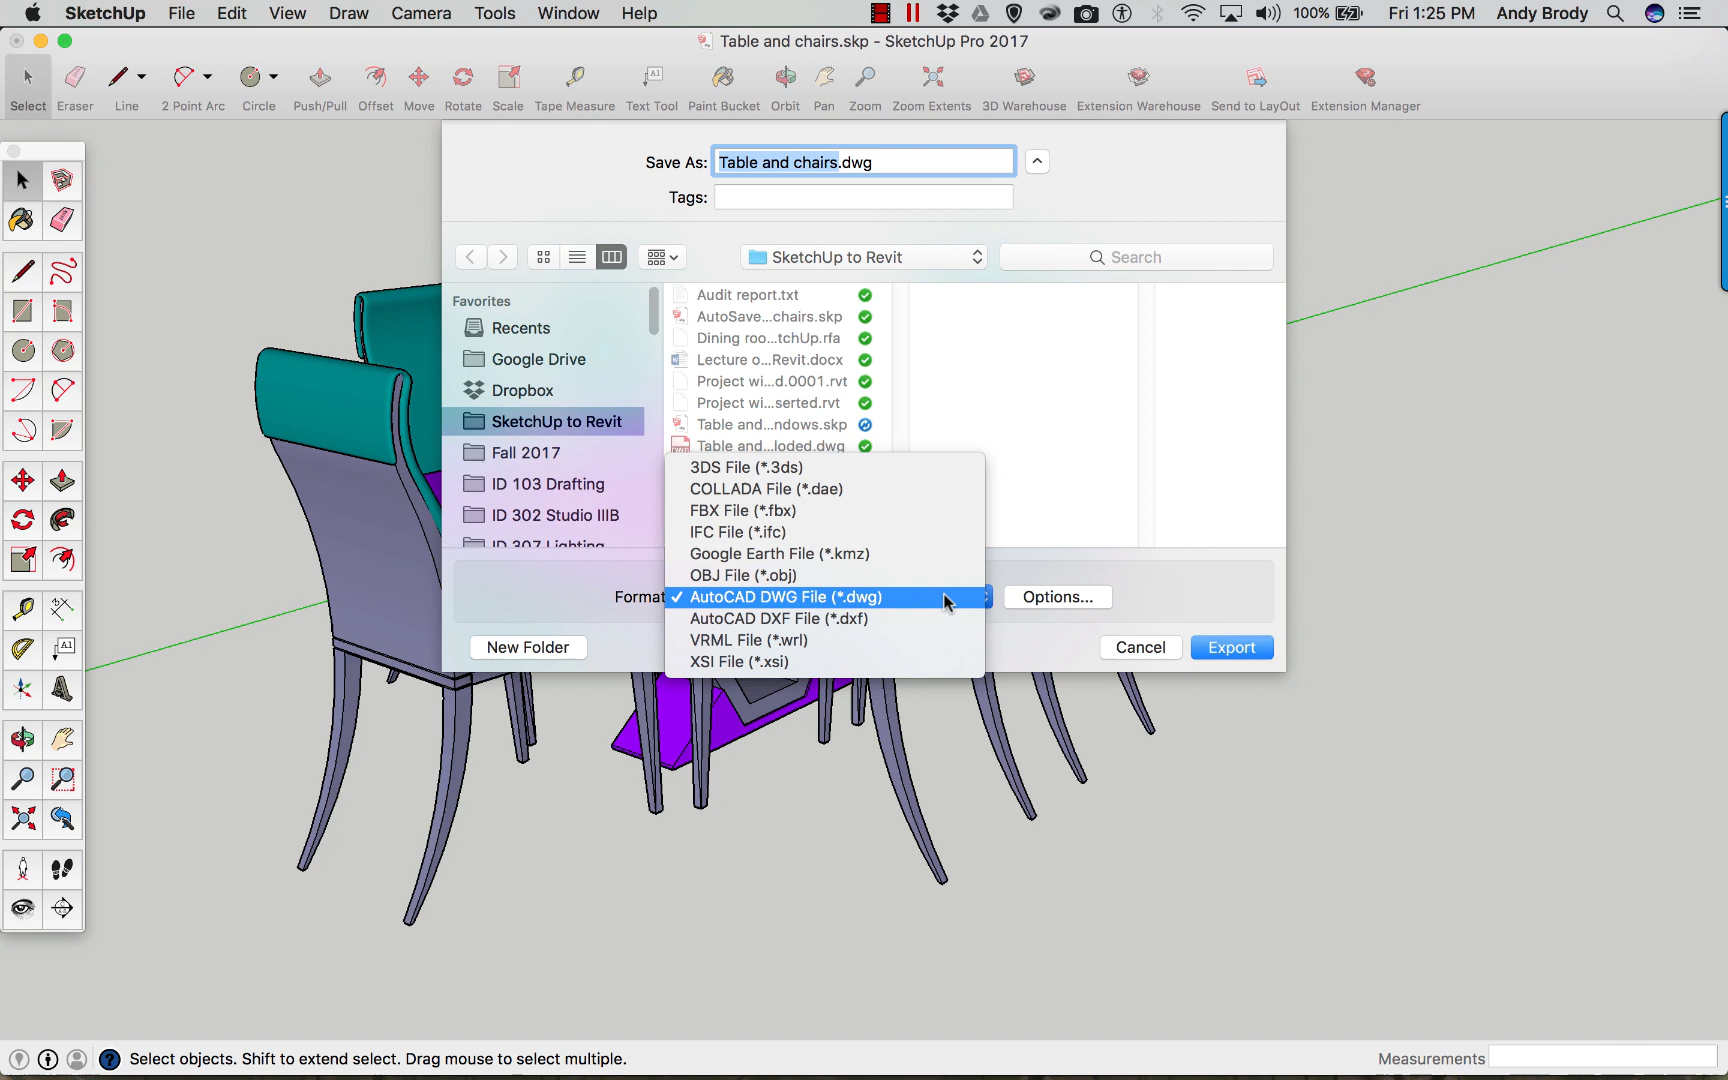 SketchUp File Edit View Draw Camera Tools Window Help 100% Fri 1:25 PM Andy Brody
Table and chairs.skp - SketchUp Pro 2017
Select Eraser Line 2 Point Arc Circle Push/Pull Offset Move Rotate Scale Tape Measure Text Tool Paint Bucket Orbit Pan Zoom Zoom Extents 3D Warehouse Extension Warehouse Send to LayOut Extension Manager
Save As: Table and chairs.dwg
Tags:
SketchUp to Revit Search
Favorites
Recents
Google Drive
Dropbox
SketchUp to Revit
Fall 2017
ID 103 Drafting
ID 302 Studio IIIB
ID 307 Lighting
Audit report.txt
AutoSave...chairs.skp
Dining roo...tchUp.rfa
Lecture o...Revit.docx
Project wi...d.0001.rvt
Project wi...serted.rvt
Table and...ndows.skp
Table and...loded.dwg
3DS File (*.3ds)
COLLADA File (*.dae)
FBX File (*.fbx)
IFC File (*.ifc)
Google Earth File (*.kmz)
OBJ File (*.obj)
Format ✓ AutoCAD DWG File (*.dwg) Options...
AutoCAD DXF File (*.dxf)
VRML File (*.wrl)
XSI File (*.xsi)
New Folder Cancel Export
Select objects. Shift to extend select. Drag mouse to select multiple. Measurements